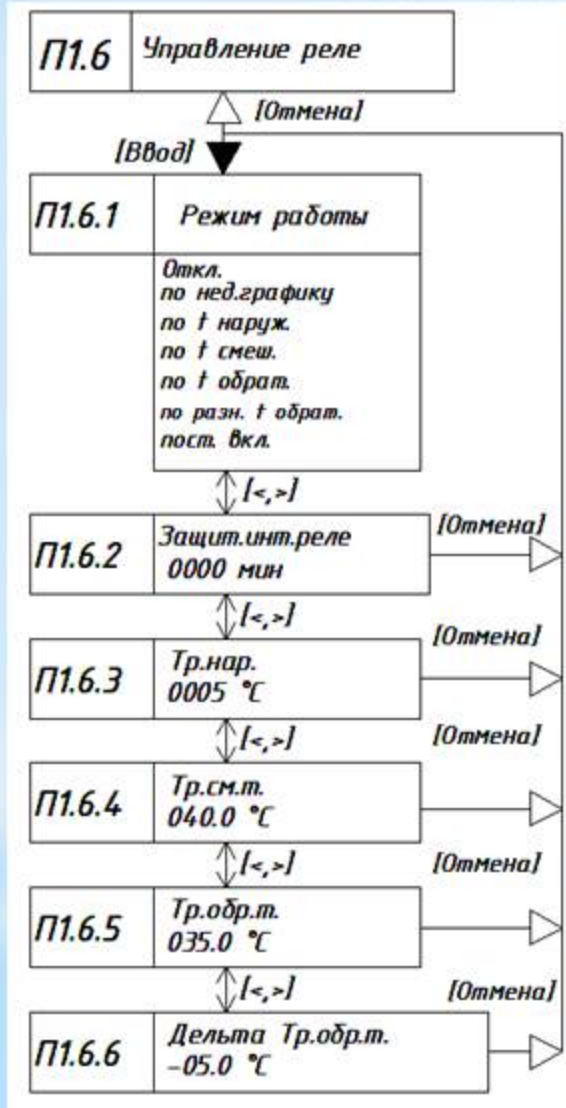 П1.6 Управление реле
[Отмена]
[Ввод]
П1.6.1 Режим работы
Откл.
по нед.графику
по t наруж.
по t смеш.
по t обрат.
по разн. t обрат.
пост. вкл.
[<,>]
[Отмена]
П1.6.2 Защит.инт.реле
0000 мин
[<,>]
[Отмена]
П1.6.3 Тр.нар.
0005 °С
[<,>]
[Отмена]
П1.6.4 Тр.см.т.
040.0 °С
[<,>]
[Отмена]
П1.6.5 Тр.обр.т.
035.0 °С
[<,>]
[Отмена]
П1.6.6 Дельта Тр.обр.т.
-05.0 °С